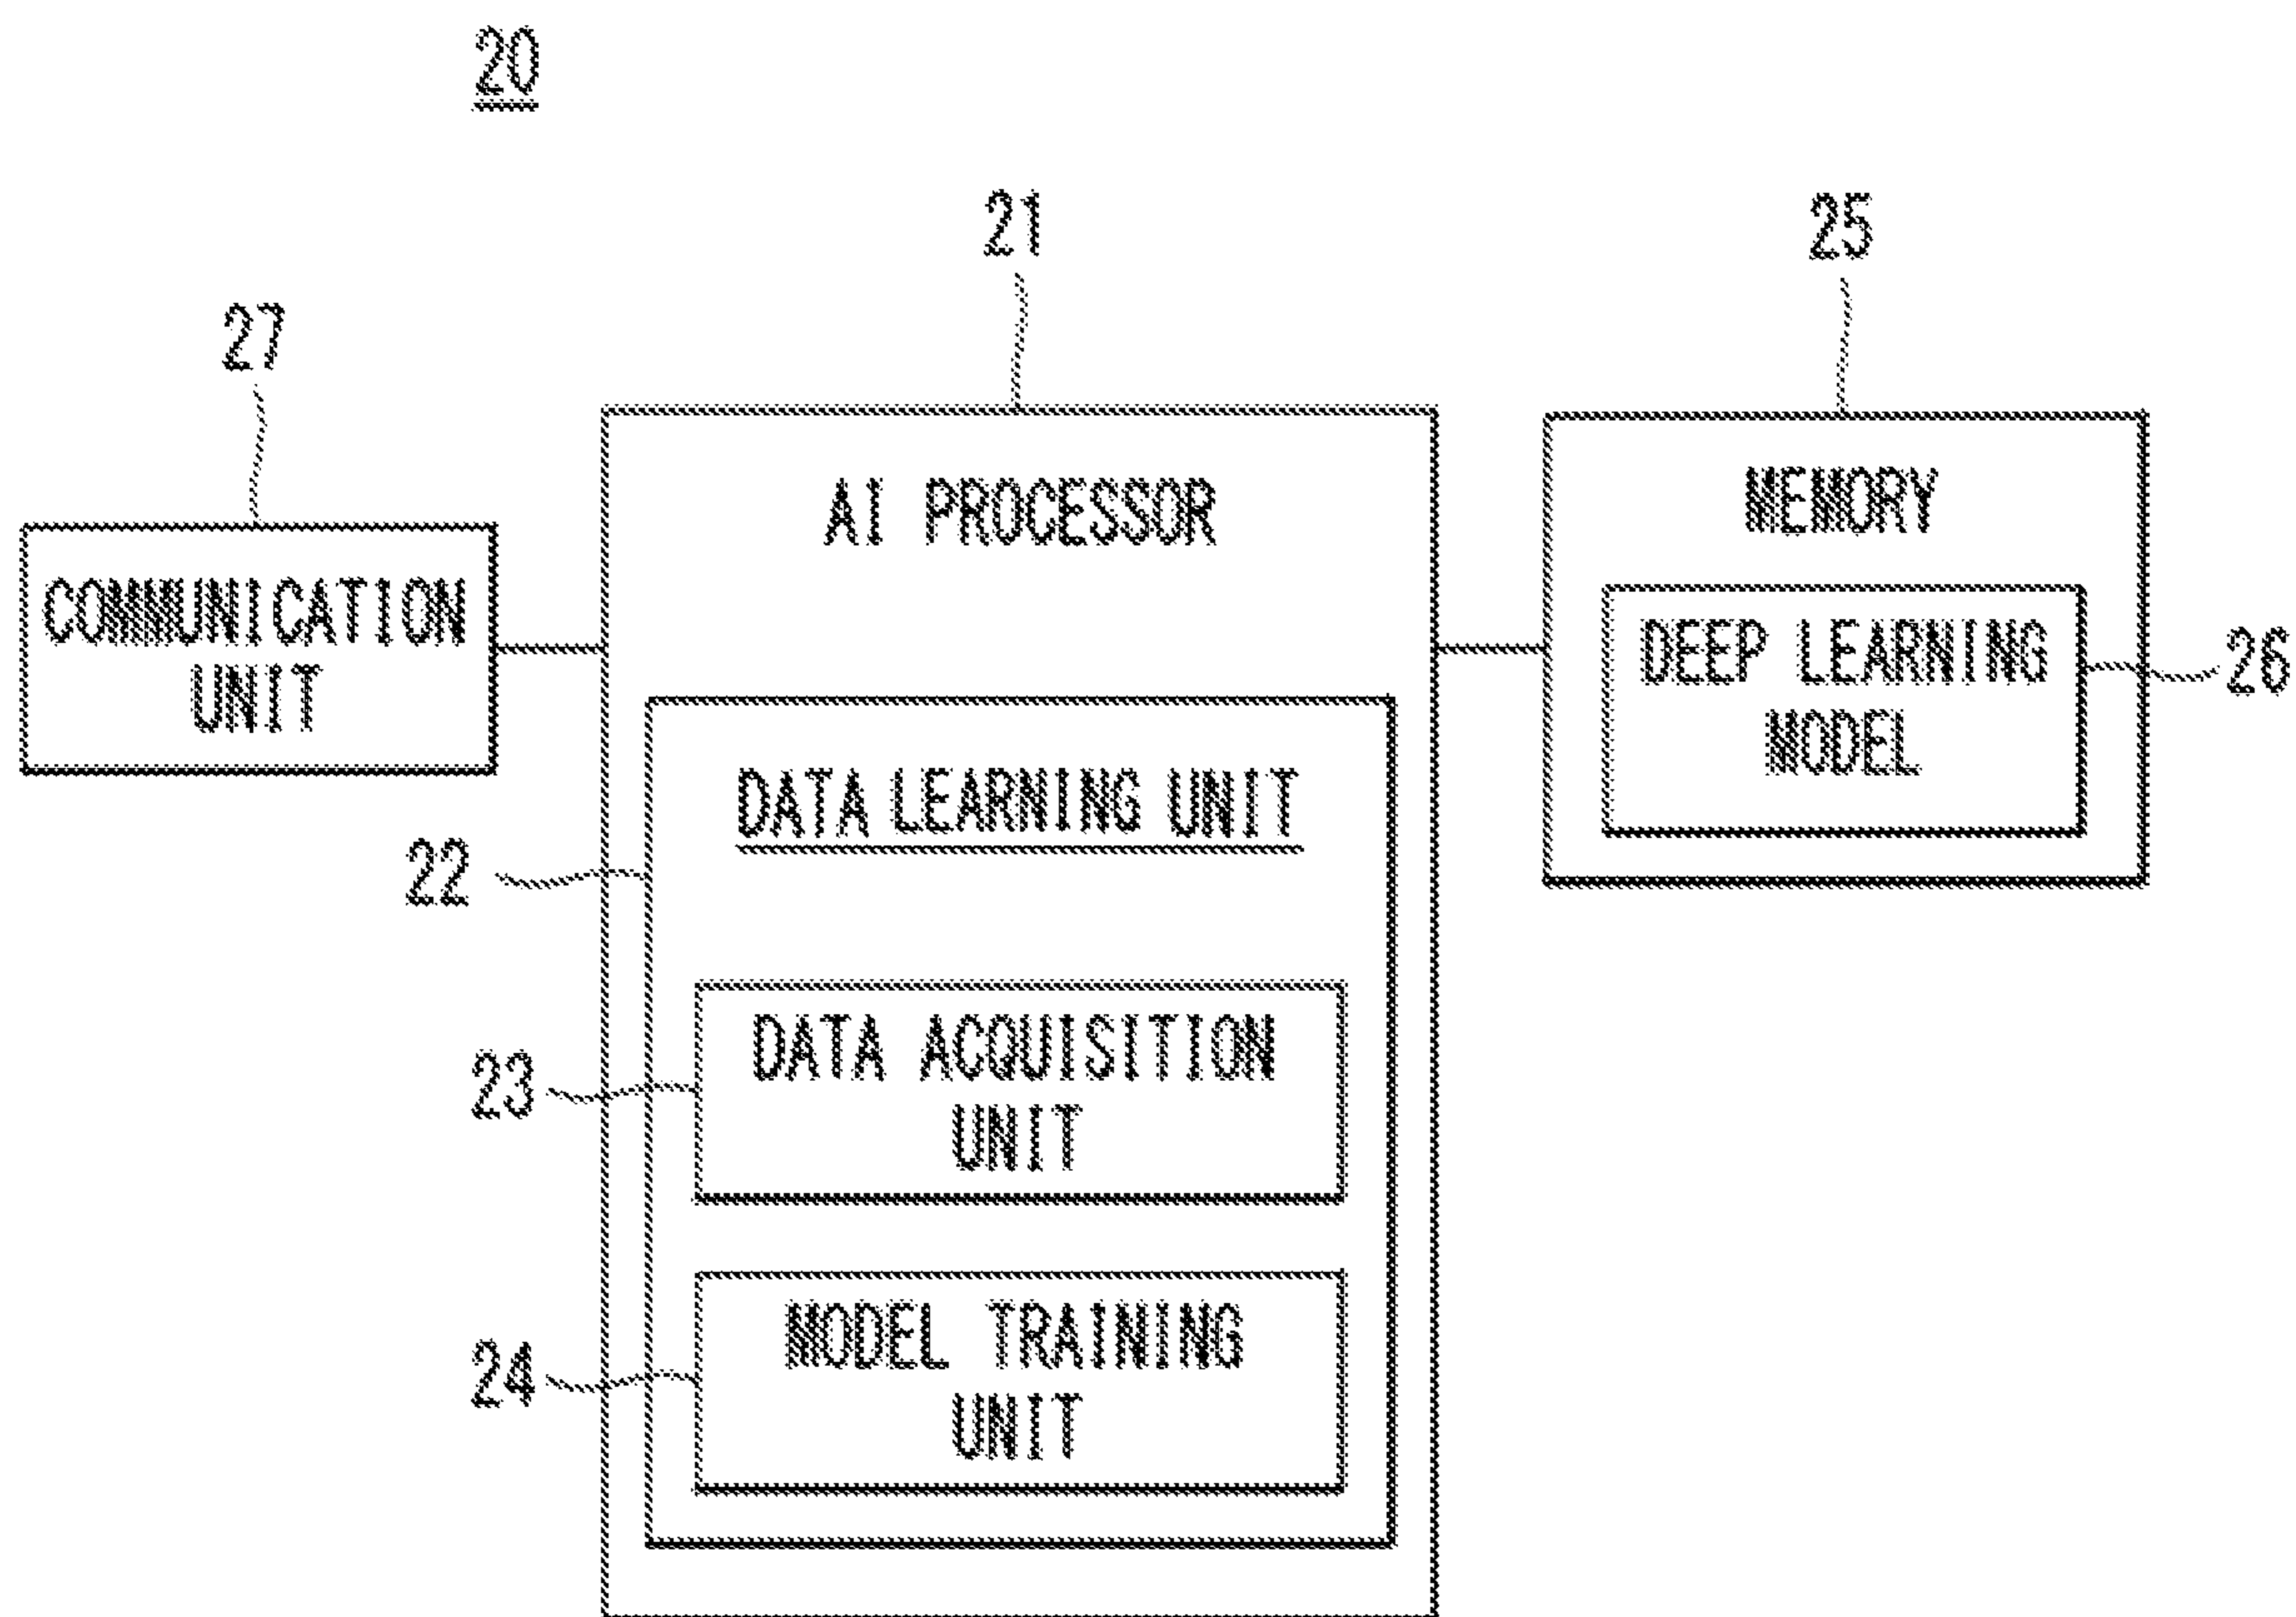 20
21
25
27
AI PROCESSOR
MEMORY
COMMUNICATION
UNIT
DEEP LEARNING
MODEL
26
DATA LEARNING UNIT
22
DATA ACQUISITION
UNIT
23
MODEL TRAINING
UNIT
24